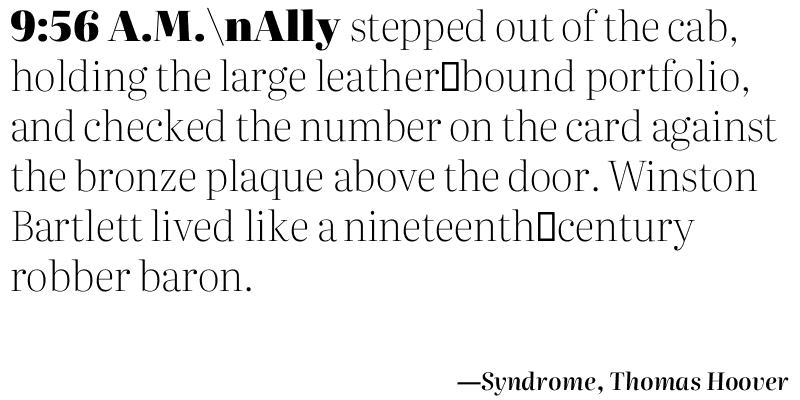 9:56 A.M.\nAlly stepped out of the cab,
holding the large leather▯bound portfolio,
and checked the number on the card against
the bronze plaque above the door. Winston
Bartlett lived like a nineteenth▯century
robber baron.
—Syndrome, Thomas Hoover